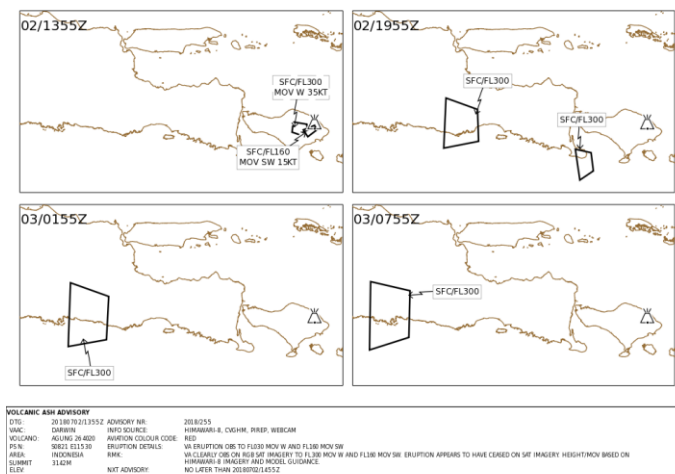 02/1355Z
SFC/FL300
MOV W 35KT
SFC/FL160
MOV SW 15KT
02/1955Z
SFC/FL300
SFC/FL300
03/0155Z
SFC/FL300
03/0755Z
SFC/FL300
VOLCANIC ASH ADVISORY
DTG: 20180702/1355Z ADVISORY NR: 2018/255
VAAC: DARWIN INFO SOURCE: HIMAWARI-8, CVGHM, PIREP, WEBCAM
VOLCANO: AGUNG 264020 AVIATION COLOUR CODE: RED
PSN: S0821 E11530 ERUPTION DETAILS: VA ERUPTION OBS TO FL030 MOV W AND FL160 MOV SW
AREA: INDONESIA RMK: VA CLEARLY OBS ON RGB SAT IMAGERY TO FL300 MOV W AND FL160 MOV SW. ERUPTION APPEARS TO HAVE CEASED ON SAT IMAGERY. HEIGHT/MOV BASED ON
SUMMIT 3142M HIMAWARI-8 IMAGERY AND MODEL GUIDANCE.
ELEV: NXT ADVISORY: NO LATER THAN 20180702/1455Z